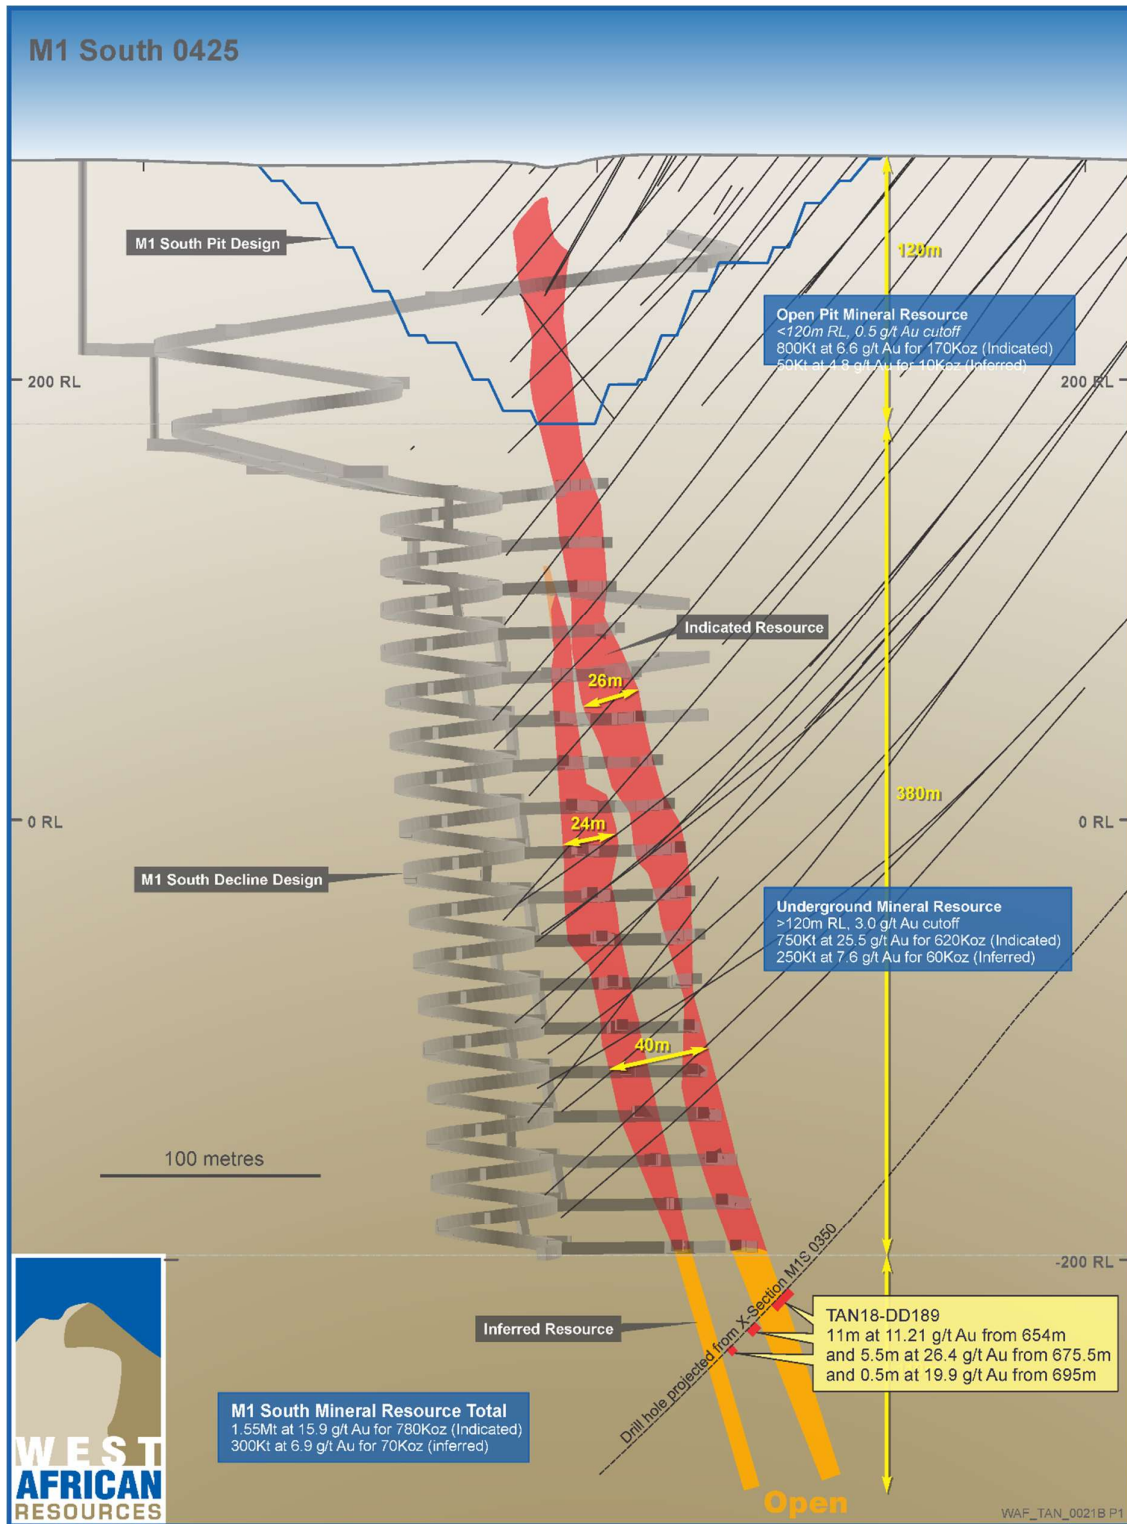 M1 South 0425
M1 South Pit Design
120m
Open Pit Mineral Resource
<120m RL, 0.5 g/t Au cutoff
800Kt at 6.6 g/t Au for 170Koz (Indicated)
50Kt at 4.8 g/t Au for 10Koz (Inferred)
200 RL
200 RL
Indicated Resource
26m
380m
0 RL
24m
0 RL
M1 South Decline Design
Underground Mineral Resource
>120m RL, 3.0 g/t Au cutoff
750Kt at 25.5 g/t Au for 620Koz (Indicated)
250Kt at 7.6 g/t Au for 60Koz (Inferred)
40m
100 metres
-200 RL
Drill hole projected from X-Section M1S 0350
Inferred Resource
TAN18-DD189
11m at 11.21 g/t Au from 654m
and 5.5m at 26.4 g/t Au from 675.5m
and 0.5m at 19.9 g/t Au from 695m
M1 South Mineral Resource Total
1.55Mt at 15.9 g/t Au for 780Koz (Indicated)
300Kt at 6.9 g/t Au for 70Koz (inferred)
WEST
AFRICAN
RESOURCES
Open
WAF_TAN_0021B P1